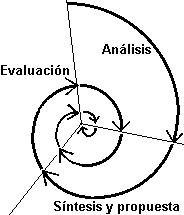 Análisis
Evaluación
Síntesis y propuesta